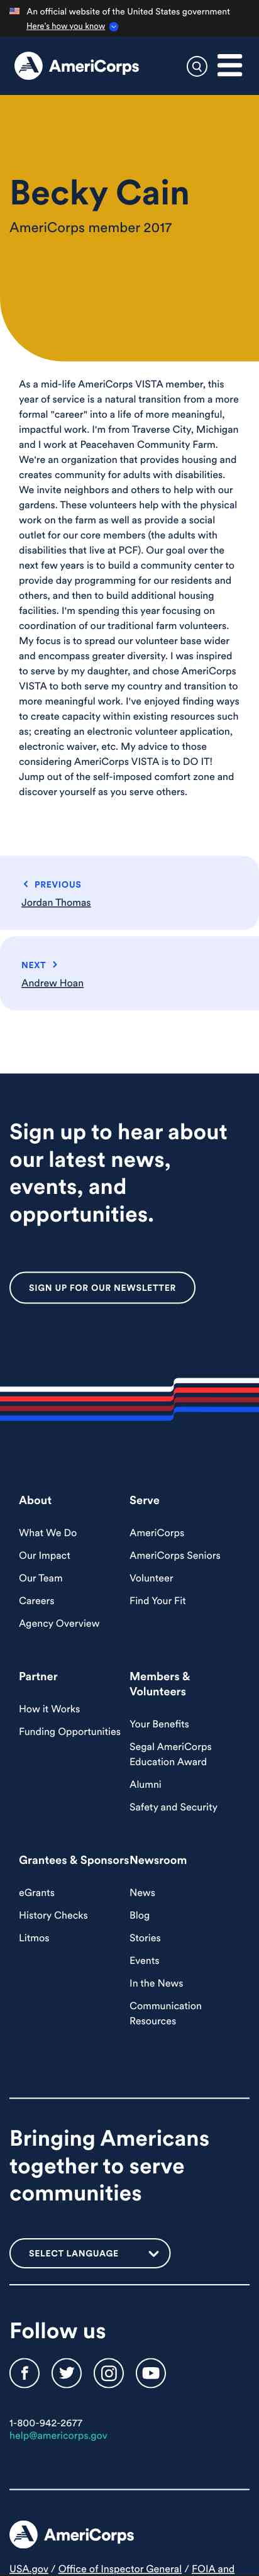 An official website of the United States government
Here's how you know
AmeriCorps
Becky Cain
AmeriCorps member 2017
As a mid-life AmeriCorps VISTA member, this
year of service is a natural transition from a more
formal "career" into a life of more meaningful,
impactful work. I'm from Traverse City, Michigan
and I work at Peacehaven Community Farm.
We're an organization that provides housing and
creates community for adults with disabilities.
We invite neighbors and others to help with our
gardens. These volunteers help with the physical
work on the farm as well as provide a social
outlet for our core members (the adults with
disabilities that live at PCF). Our goal over the
next few years is to build a community center to
provide day programming for our residents and
others, and then to build additional housing
facilities. I'm spending this year focusing on
coordination of our traditional farm volunteers.
My focus is to spread our volunteer base wider
and encompass greater diversity. I was inspired
to serve by my daughter, and chose AmeriCorps
VISTA to both serve my country and transition to
more meaningful work. I've enjoyed finding ways
to create capacity within existing resources such
as; creating an electronic volunteer application,
electronic waiver, etc. My advice to those
considering AmeriCorps VISTA is to DO IT!
Jump out of the self-imposed comfort zone and
discover yourself as you serve others.
PREVIOUS
Jordan Thomas
NEXT
Andrew Hoan
Sign up to hear about
our latest news,
events, and
opportunities.
SIGN UP FOR OUR NEWSLETTER
About
What We Do
Our Impact
Our Team
Careers
Agency Overview
Serve
AmeriCorps
AmeriCorps Seniors
Volunteer
Find Your Fit
Partner
How it Works
Funding Opportunities
Members &
Volunteers
Your Benefits
Segal AmeriCorps
Education Award
Alumni
Safety and Security
Grantees & Sponsors
eGrants
History Checks
Litmos
Newsroom
News
Blog
Stories
Events
In the News
Communication
Resources
Bringing Americans
together to serve
communities
SELECT LANGUAGE
Follow us
1-800-942-2677
help@americorps.gov
AmeriCorps
USA.gov / Office of Inspector General / FOIA and